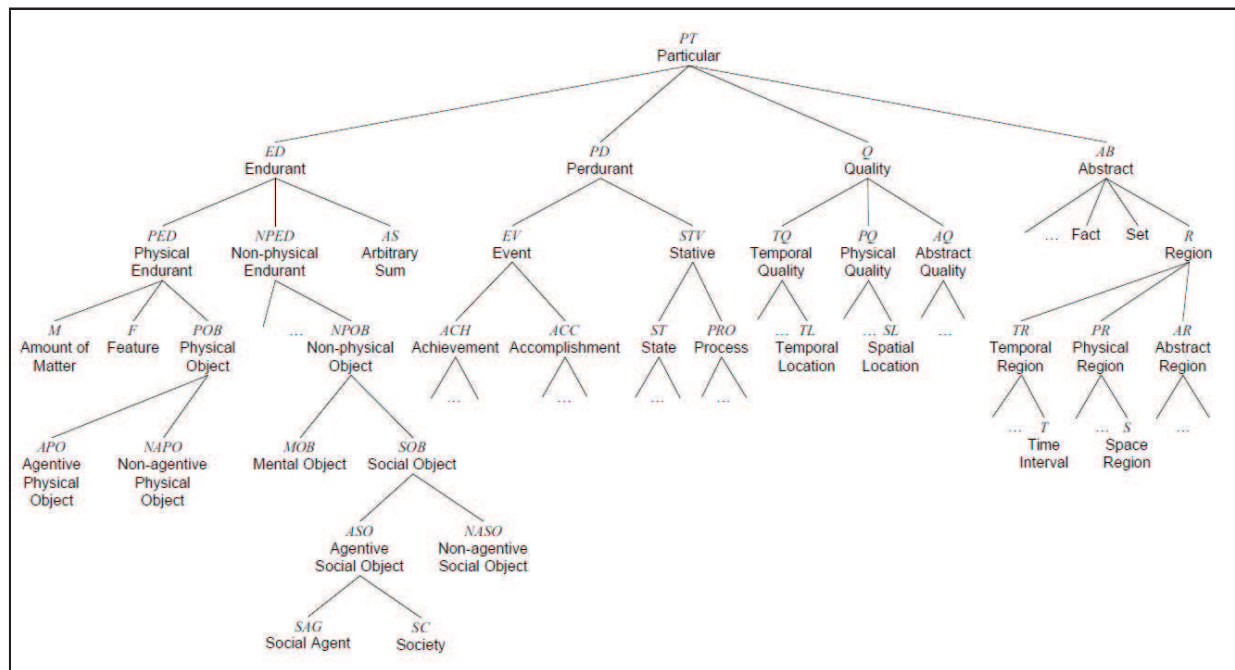 PT
Particular
ED PD Q AB
Endurant Perdurant Quality Abstract
PED NPED AS EV STV TQ PQ AQ ... Fact Set R
Physical Non-physical Arbitrary Event Stative Temporal Physical Abstract Region
Endurant Endurant Sum Quality Quality Quality
M F POB ... NPOB ACH ACC ST PRO ... TL ... SL ... TR PR AR
Amount of Feature Physical Non-physical Achievement Accomplishment State Process Temporal Spatial Temporal Physical Abstract
Matter Object Object Location Location Region Region Region
... ... ... ...
... T ... S ...
Time Space
Interval Region
APO NAPO MOB SOB
Agentive Non-agentive Mental Object Social Object
Physical Physical
Object Object
ASO NASO
Agentive Non-agentive
Social Object Social Object
SAG SC
Social Agent Society